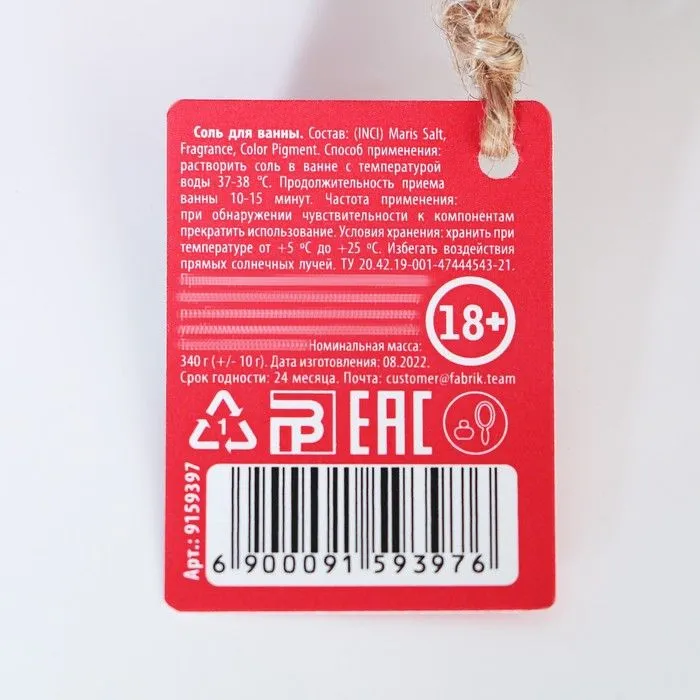 Соль для ванны. Состав: (INCI) Maris Salt,
Fragrance, Color Pigment. Способ применения:
растворить соль в ванне с температурой
воды 37-38 °C. Продолжительность приема
ванны 10-15 минут. Частота применения:
при обнаружении чувствительности к компонентам
прекратить использование. Условия хранения: хранить при
температуре от +5 ºC до +25 ºC. Избегать воздействия
прямых солнечных лучей. ТУ 20.42.19-001-47444543-21.
18+
Номинальная масса:
340 г (+/- 10 г). Дата изготовления: 08.2022.
Срок годности: 24 месяца. Почта: customer@fabrik.team
1
EAC
Арт.: 9159397
6 900091 593976